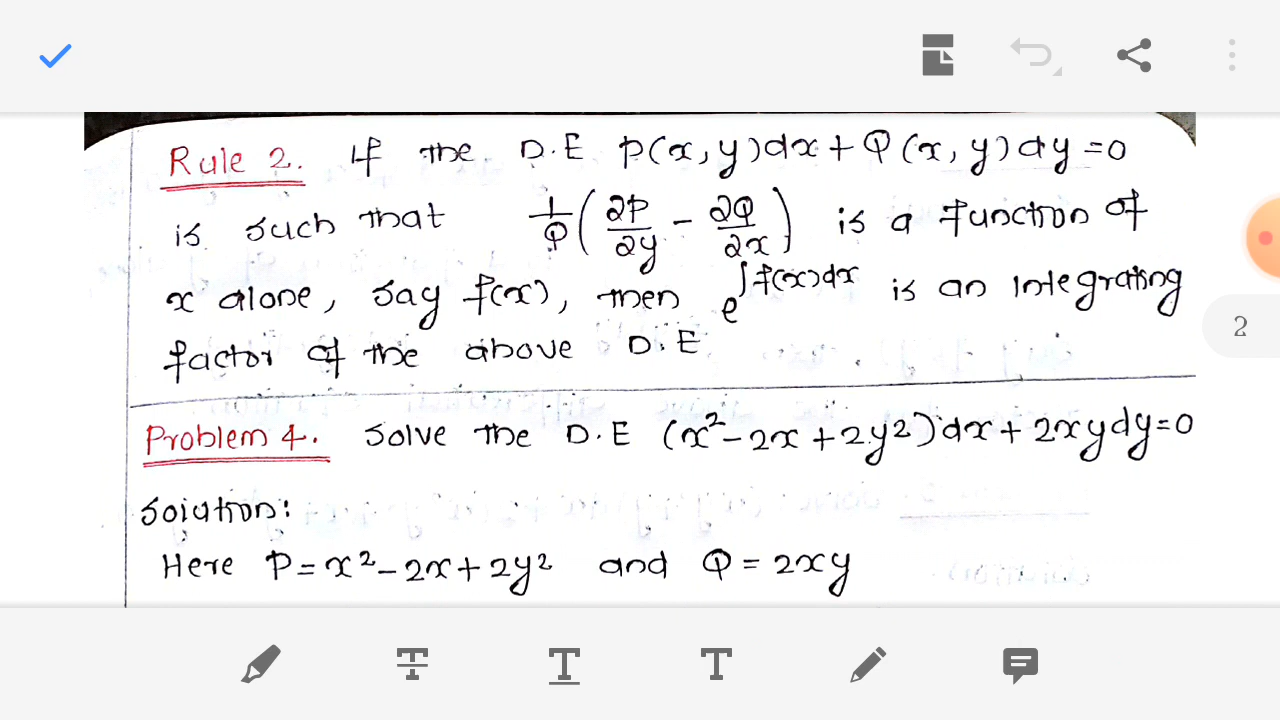 Rule 2. If the D.E P(x,y)dx+Q(x,y)dy=0
is such that 1/Q(∂P/∂y - ∂Q/∂x) is a function of
x alone, say f(x), then e^∫f(x)dx is an integrating
factor of the above D.E
2
Problem 4. Solve the D.E (x²-2x+2y²)dx+2xydy=0
Solution:
Here P=x²-2x+2y² and Q=2xy
T T T